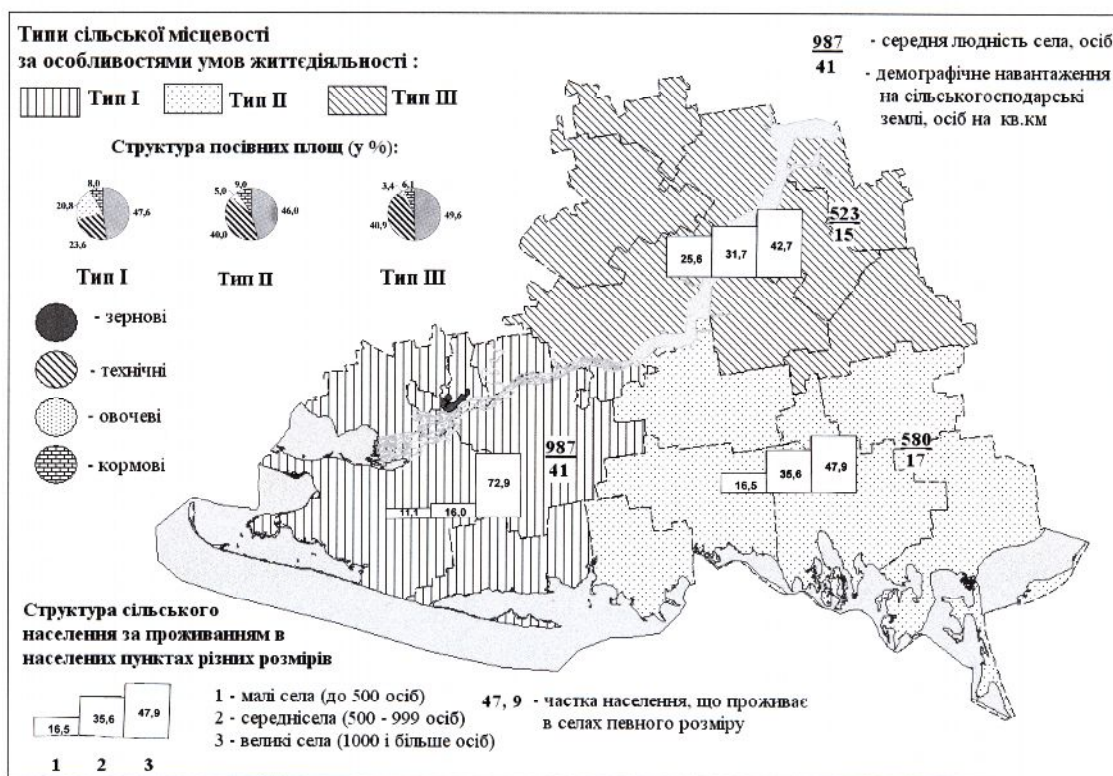 Типи сільської місцевості
за особливостями умов життєдіяльності :
Тип I
Тип II
Тип III
987
41
- середня людність села, осіб
- демографічне навантаження
на сільськогосподарські
землі, осіб на кв.км
Структура посівних площ (у %):
8,0
20,8
47,6
23,6
9,0
5,0
46,0
40,0
3,4
6,1
49,6
40,9
Тип I
Тип II
Тип III
- зернові
- технічні
- овочеві
- кормові
523
15
25,6
31,7
42,7
987
41
11,1
16,0
72,9
580
17
16,5
35,6
47,9
Структура сільського
населення за проживанням в
населених пунктах різних розмірів
16,5
35,6
47,9
1
2
3
1 - малі села (до 500 осіб)
2 - середнісела (500 - 999 осіб)
3 - великі села (1000 і більше осіб)
47, 9 - частка населення, що проживає
в селах певного розміру